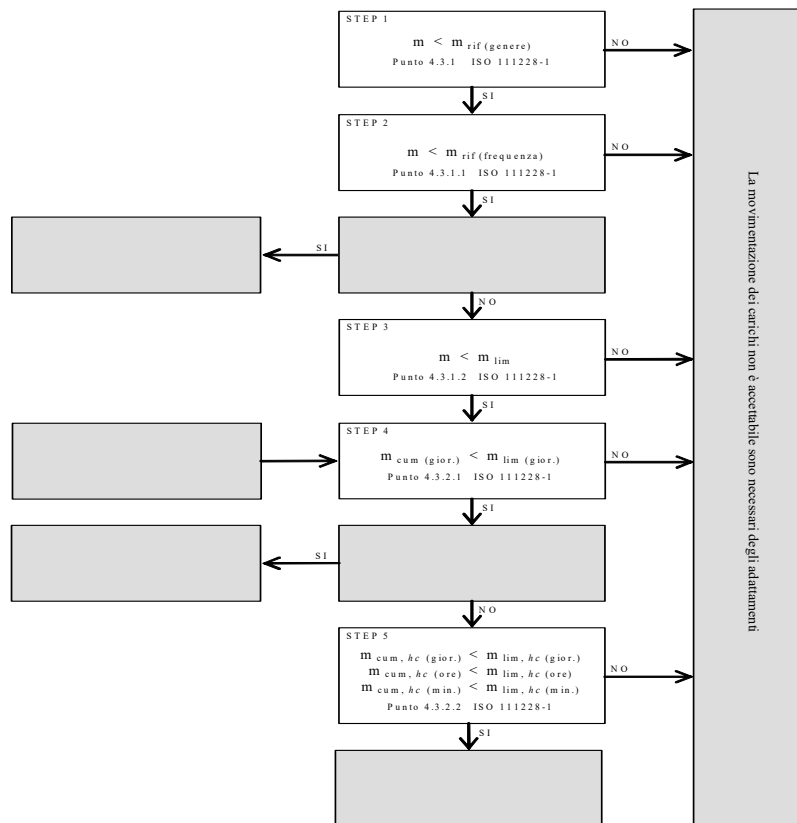 STEP 1
m < m rif (genere)
Punto 4.3.1 ISO 111228-1
NO
SI
STEP 2
m < m rif (frequenza)
Punto 4.3.1.1 ISO 111228-1
NO
SI
SI
NO
STEP 3
m < m lim
Punto 4.3.1.2 ISO 111228-1
NO
SI
STEP 4
m cum (gior.) < m lim (gior.)
Punto 4.3.2.1 ISO 111228-1
NO
SI
SI
NO
STEP 5
m cum, hc (gior.) < m lim, hc (gior.)
m cum, hc (ore) < m lim, hc (ore)
m cum, hc (min.) < m lim, hc (min.)
Punto 4.3.2.2 ISO 111228-1
NO
SI
La movimentazione dei carichi non è accettabile sono necessari degli adattamenti